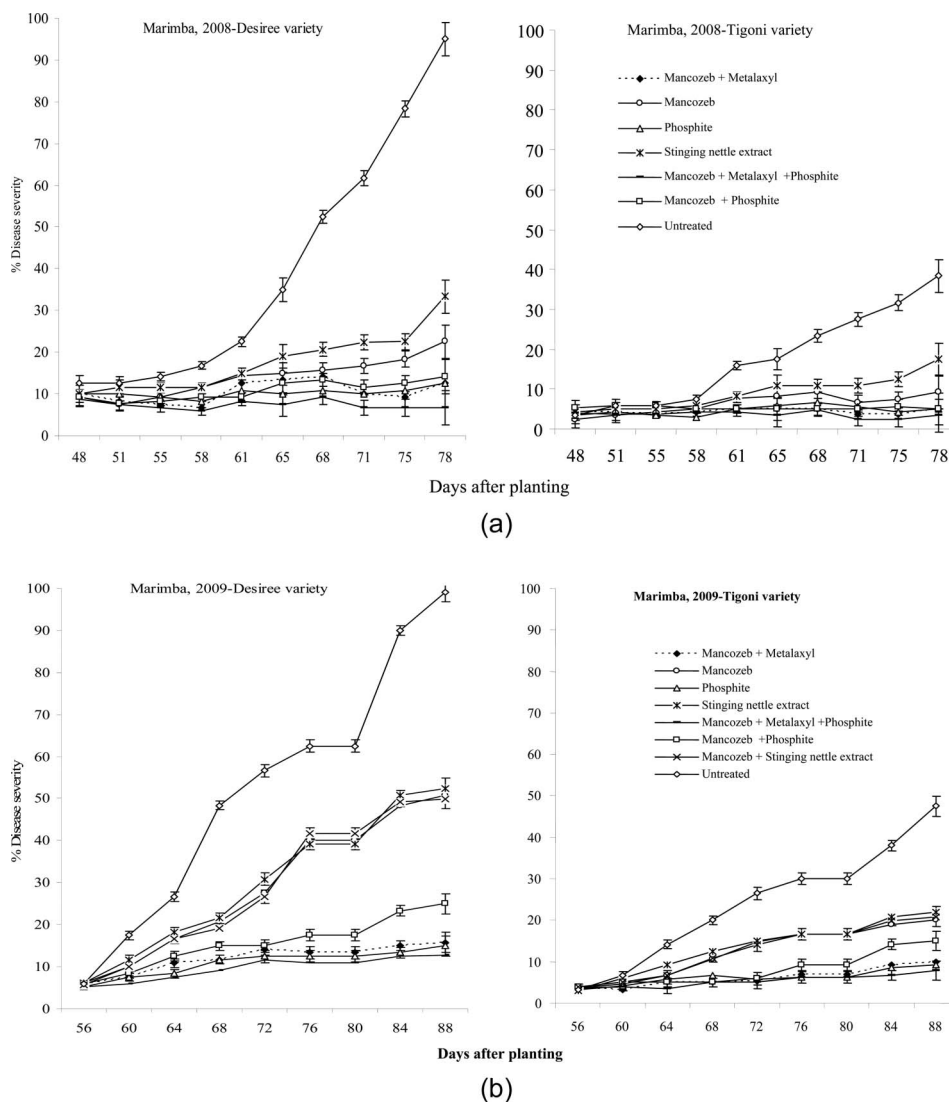 Marimba, 2008-Desiree variety
% Disease severity
100
90
80
70
60
50
40
30
20
10
0
48 51 55 58 61 65 68 71 75 78
Marimba, 2008-Tigoni variety
Mancozeb + Metalaxyl
Mancozeb
Phosphite
Stinging nettle extract
Mancozeb + Metalaxyl +Phosphite
Mancozeb + Phosphite
Untreated
100
90
80
70
60
50
40
30
20
10
0
48 51 55 58 61 65 68 71 75 78
Days after planting
(a)
Marimba, 2009-Desiree variety
% Disease severity
100
90
80
70
60
50
40
30
20
10
0
56 60 64 68 72 76 80 84 88
Marimba, 2009-Tigoni variety
Mancozeb + Metalaxyl
Mancozeb
Phosphite
Stinging nettle extract
Mancozeb + Metalaxyl +Phosphite
Mancozeb +Phosphite
Mancozeb + Stinging nettle extract
Untreated
100
90
80
70
60
50
40
30
20
10
0
56 60 64 68 72 76 80 84 88
Days after planting
(b)